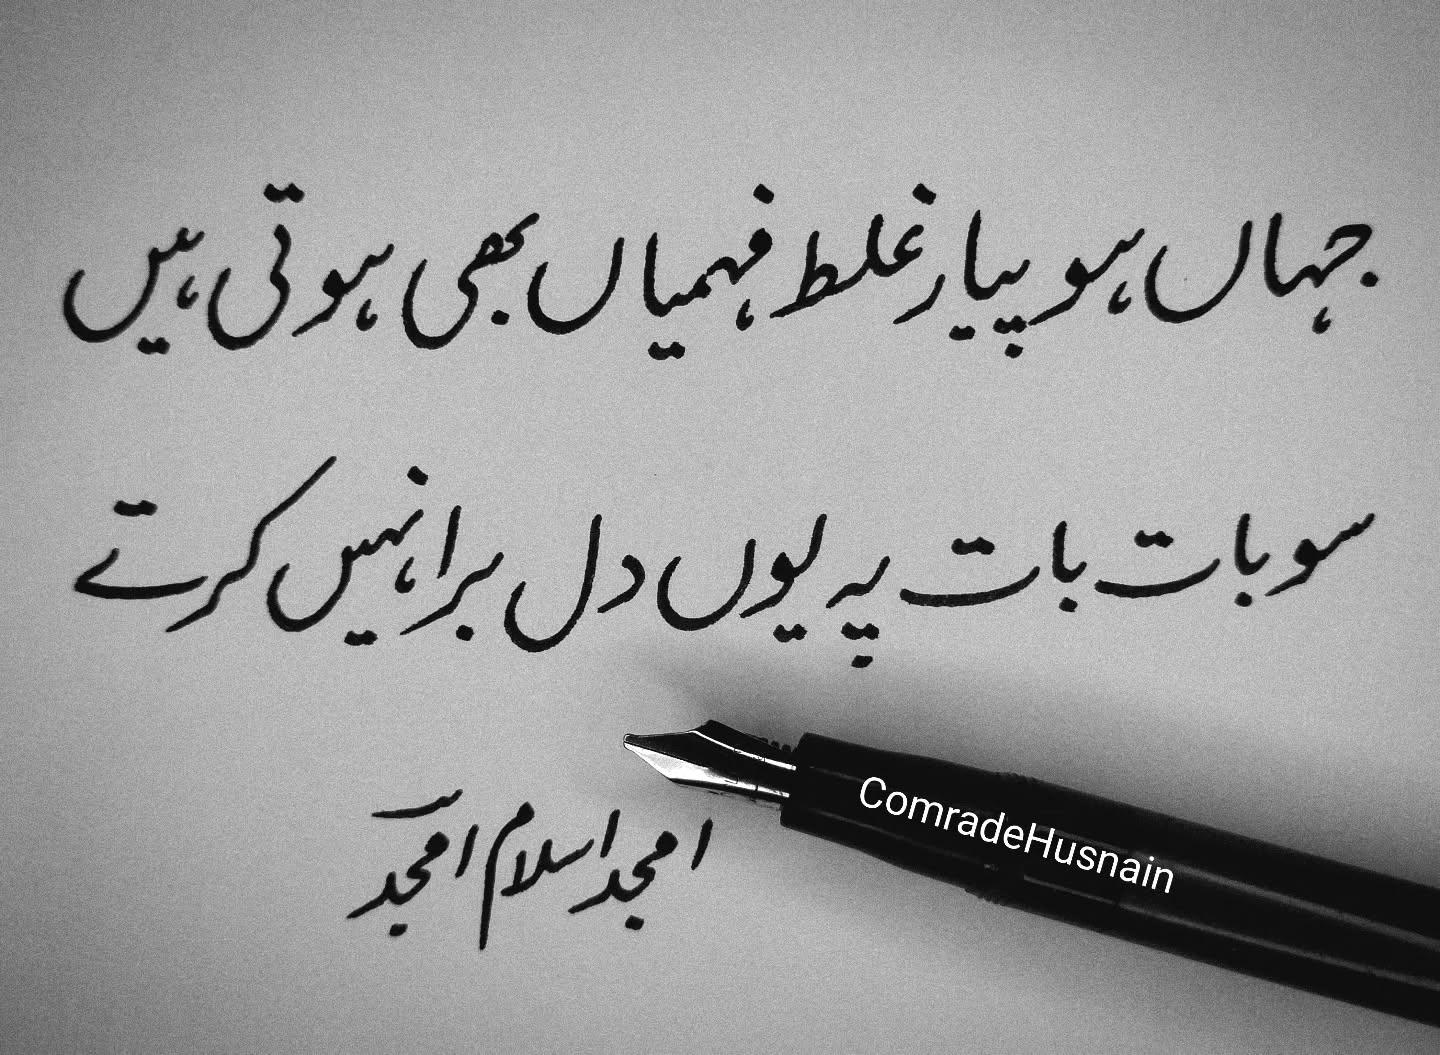 جہاں ہو پیار غلط فہمیاں بھی ہوتی ہیں
سو بات بات پہ یوں دل برا نہیں کرتے
امجد اسلام امجد
ComradeHusnain